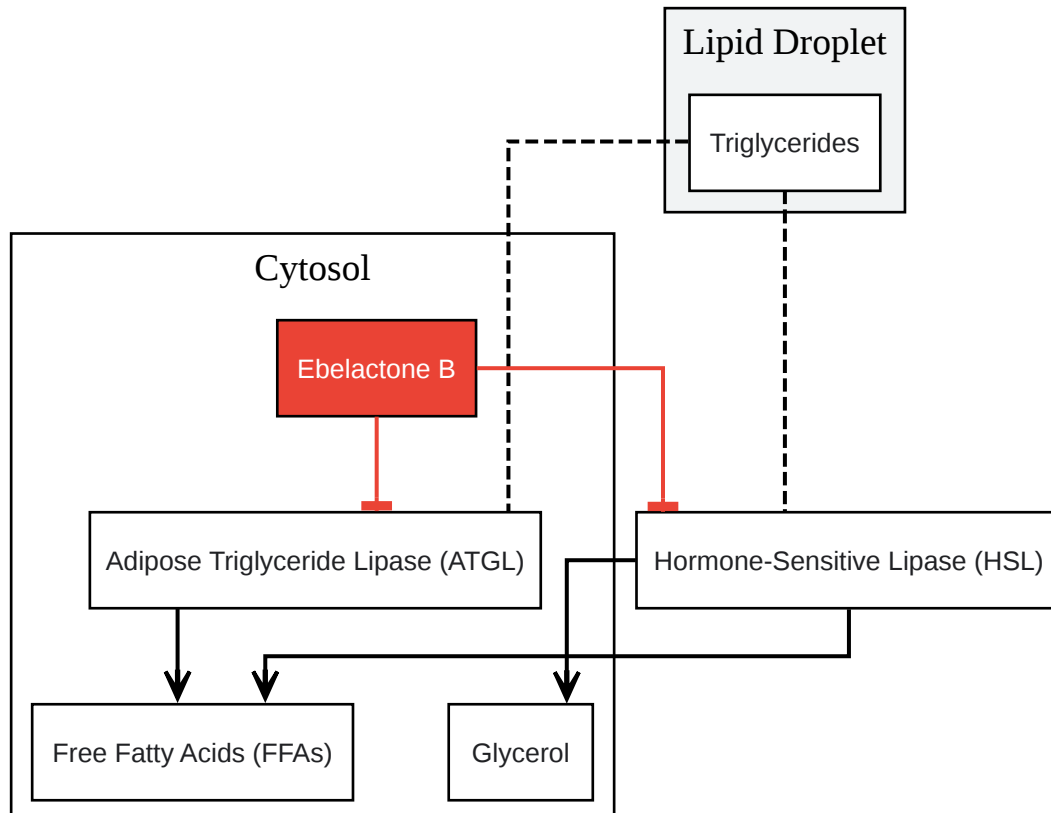 Lipid Droplet
Triglycerides
Cytosol
Ebelactone B
Adipose Triglyceride Lipase (ATGL)
Hormone-Sensitive Lipase (HSL)
Free Fatty Acids (FFAs)
Glycerol